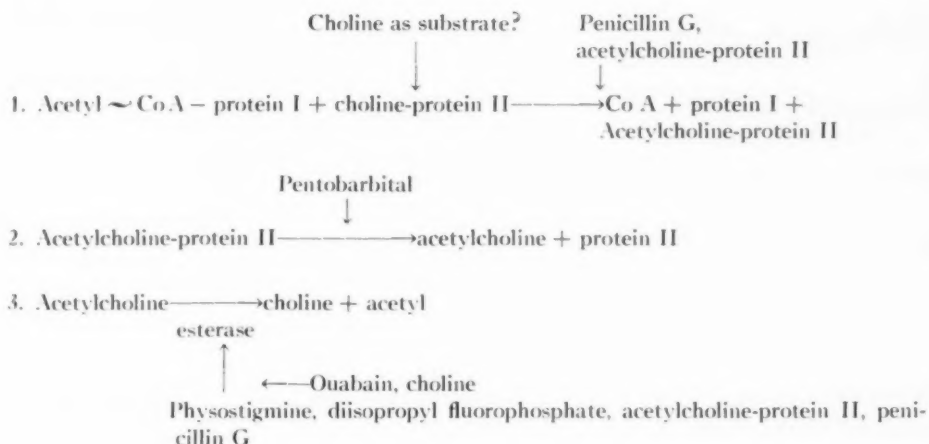 Choline as substrate? Penicillin G,
acetylcholine-protein II
1. Acetyl ~ Co A – protein I + choline-protein II ⟶ Co A + protein I +
Acetylcholine-protein II
Pentobarbital
2. Acetylcholine-protein II ⟶ acetylcholine + protein II
3. Acetylcholine ⟶ choline + acetyl
esterase
⟵ Ouabain, choline
Physostigmine, diisopropyl fluorophosphate, acetylcholine-protein II, peni-
cillin G